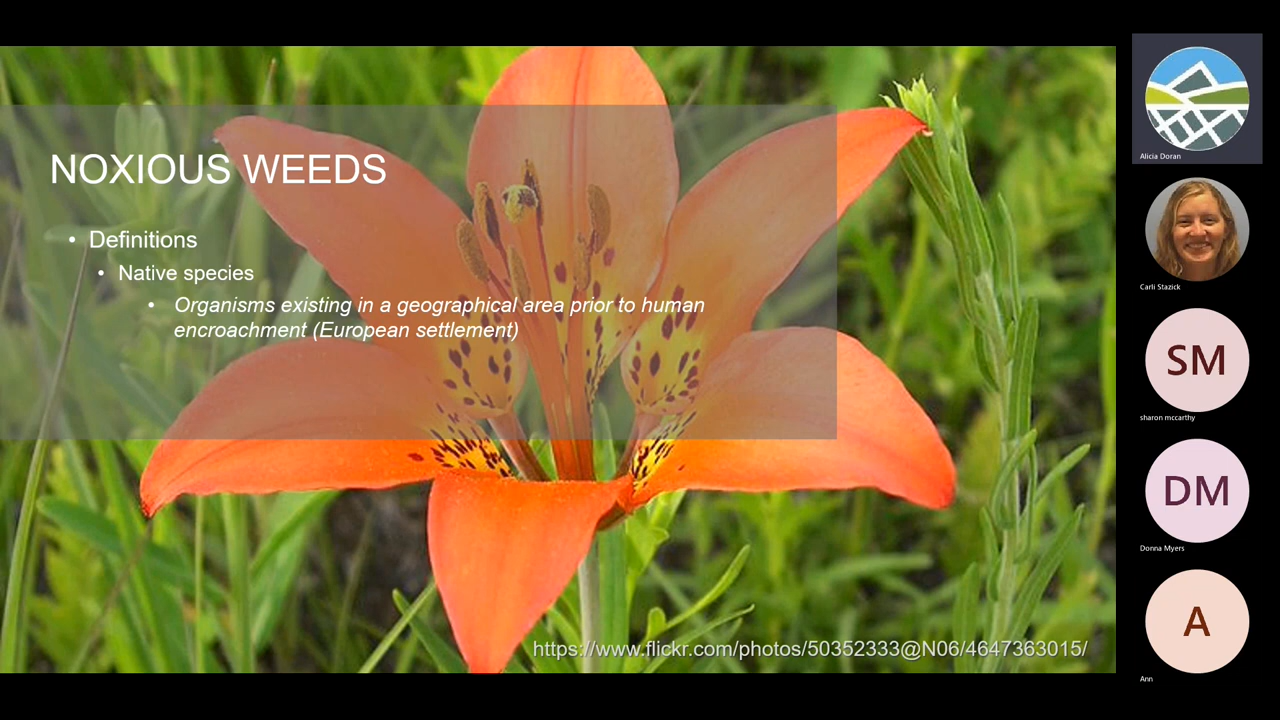 NOXIOUS WEEDS
• Definitions
• Native species
• Organisms existing in a geographical area prior to human
encroachment (European settlement)
https://www.flickr.com/photos/50352333@N06/4647363015/
Alicia Doran
Carli Stazick
SM
sharon mccarthy
DM
Donna Myers
A
Ann